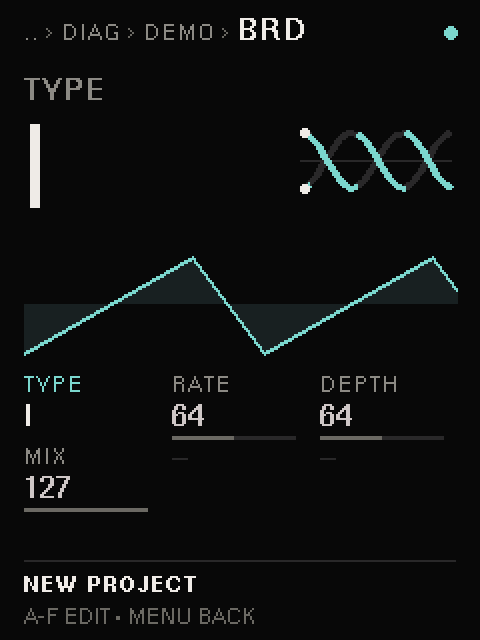 .. › DIAG › DEMO › BRD
TYPE
I
TYPE RATE DEPTH
I 64 64
MIX — —
127
NEW PROJECT
A-F EDIT · MENU BACK